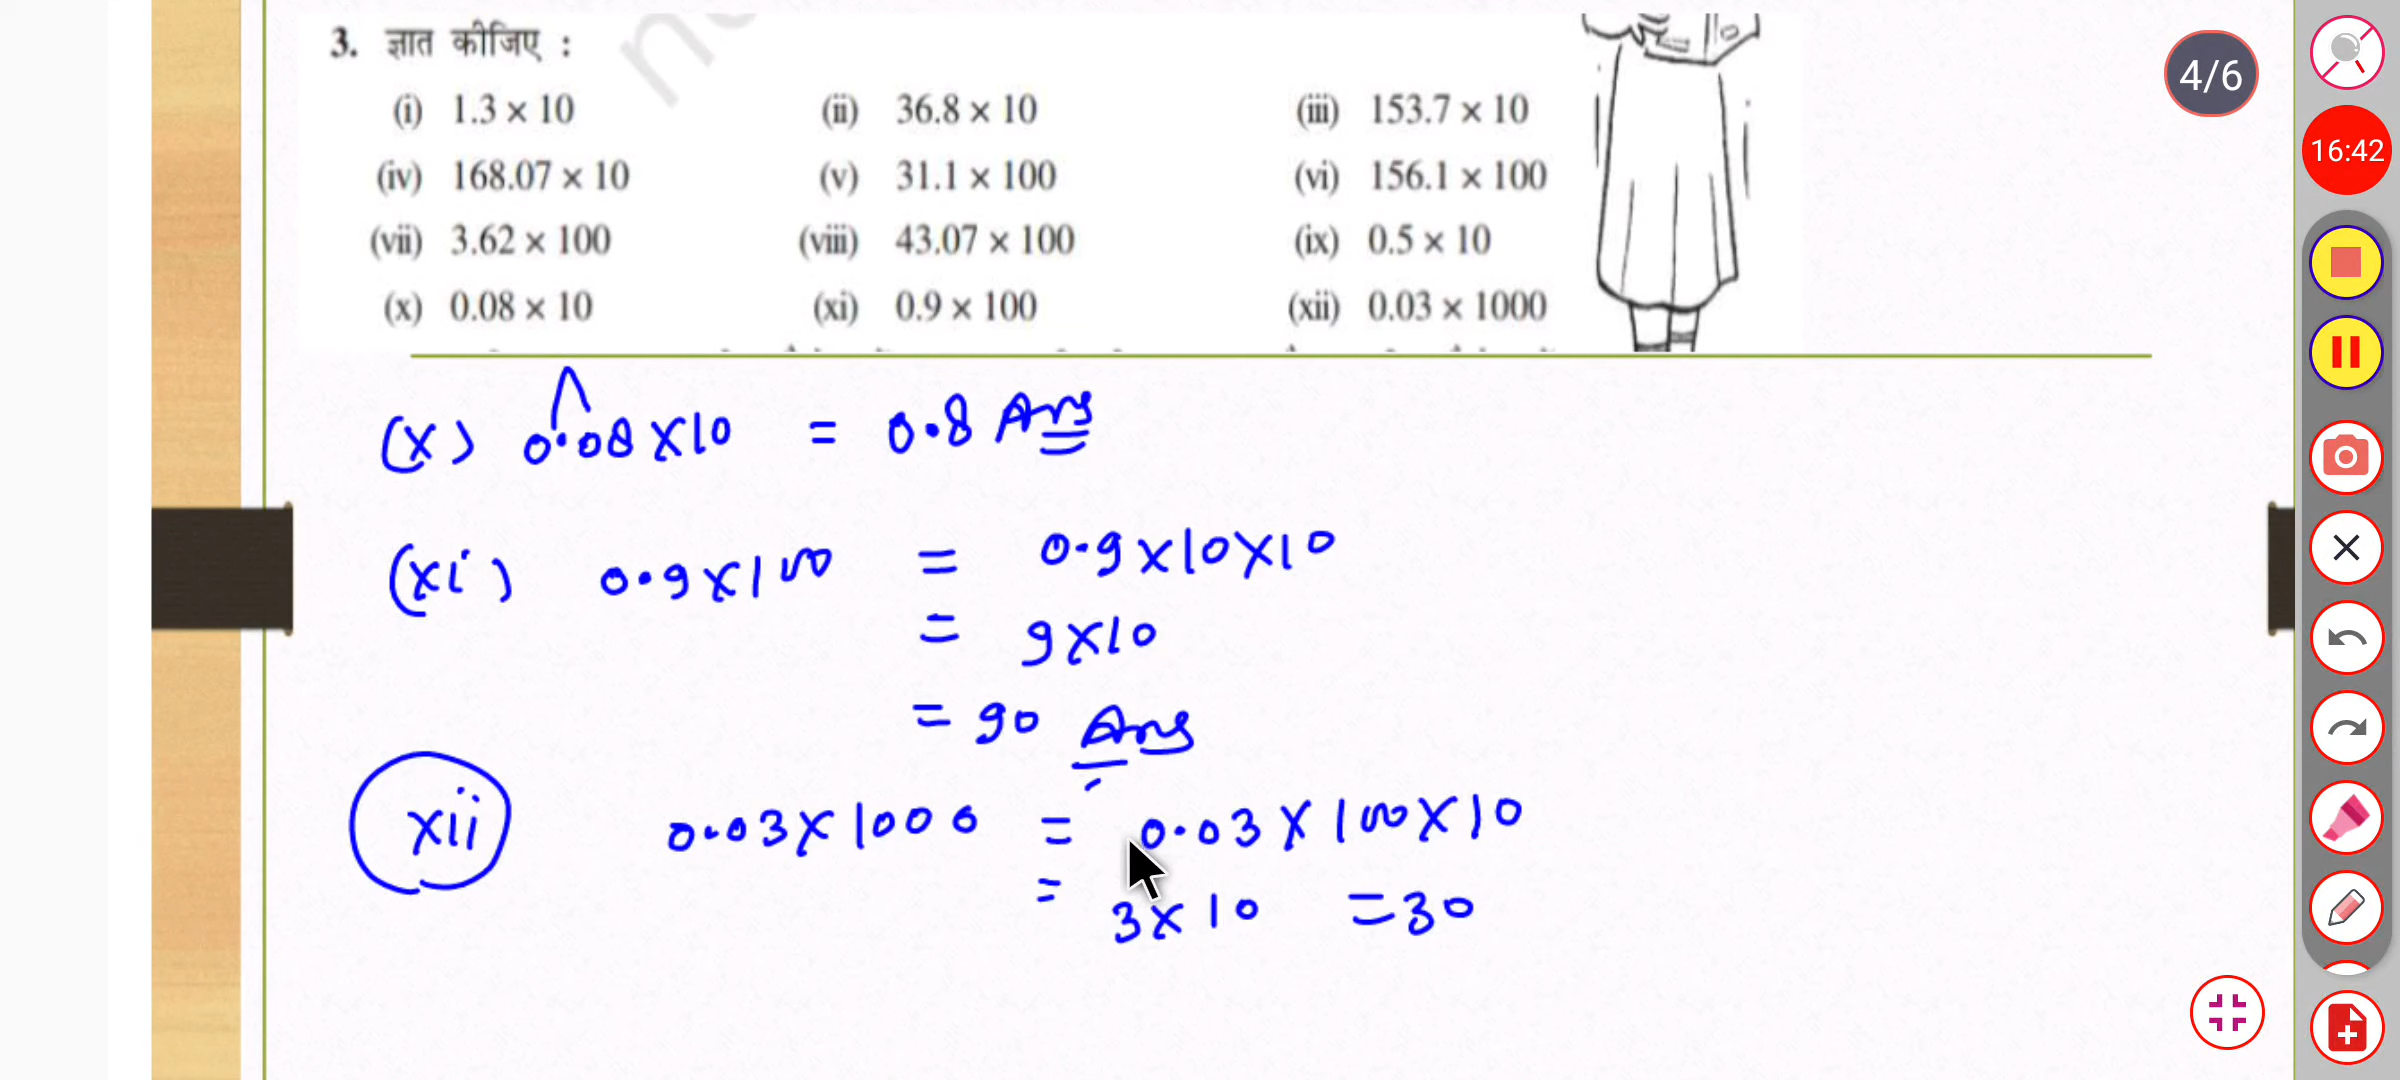 3. ज्ञात कीजिए :
(i) 1.3 × 10 (ii) 36.8 × 10 (iii) 153.7 × 10
(iv) 168.07 × 10 (v) 31.1 × 100 (vi) 156.1 × 100
(vii) 3.62 × 100 (viii) 43.07 × 100 (ix) 0.5 × 10
(x) 0.08 × 10 (xi) 0.9 × 100 (xii) 0.03 × 1000
4/6
16:42
(x) 0.08 × 10 = 0.8 Ans
(xi) 0.9 × 100 = 0.9 × 10 × 10
= 9 × 10
= 90 Ans
xii 0.03 × 1000 = 0.03 × 100 × 10
= 3 × 10 = 30